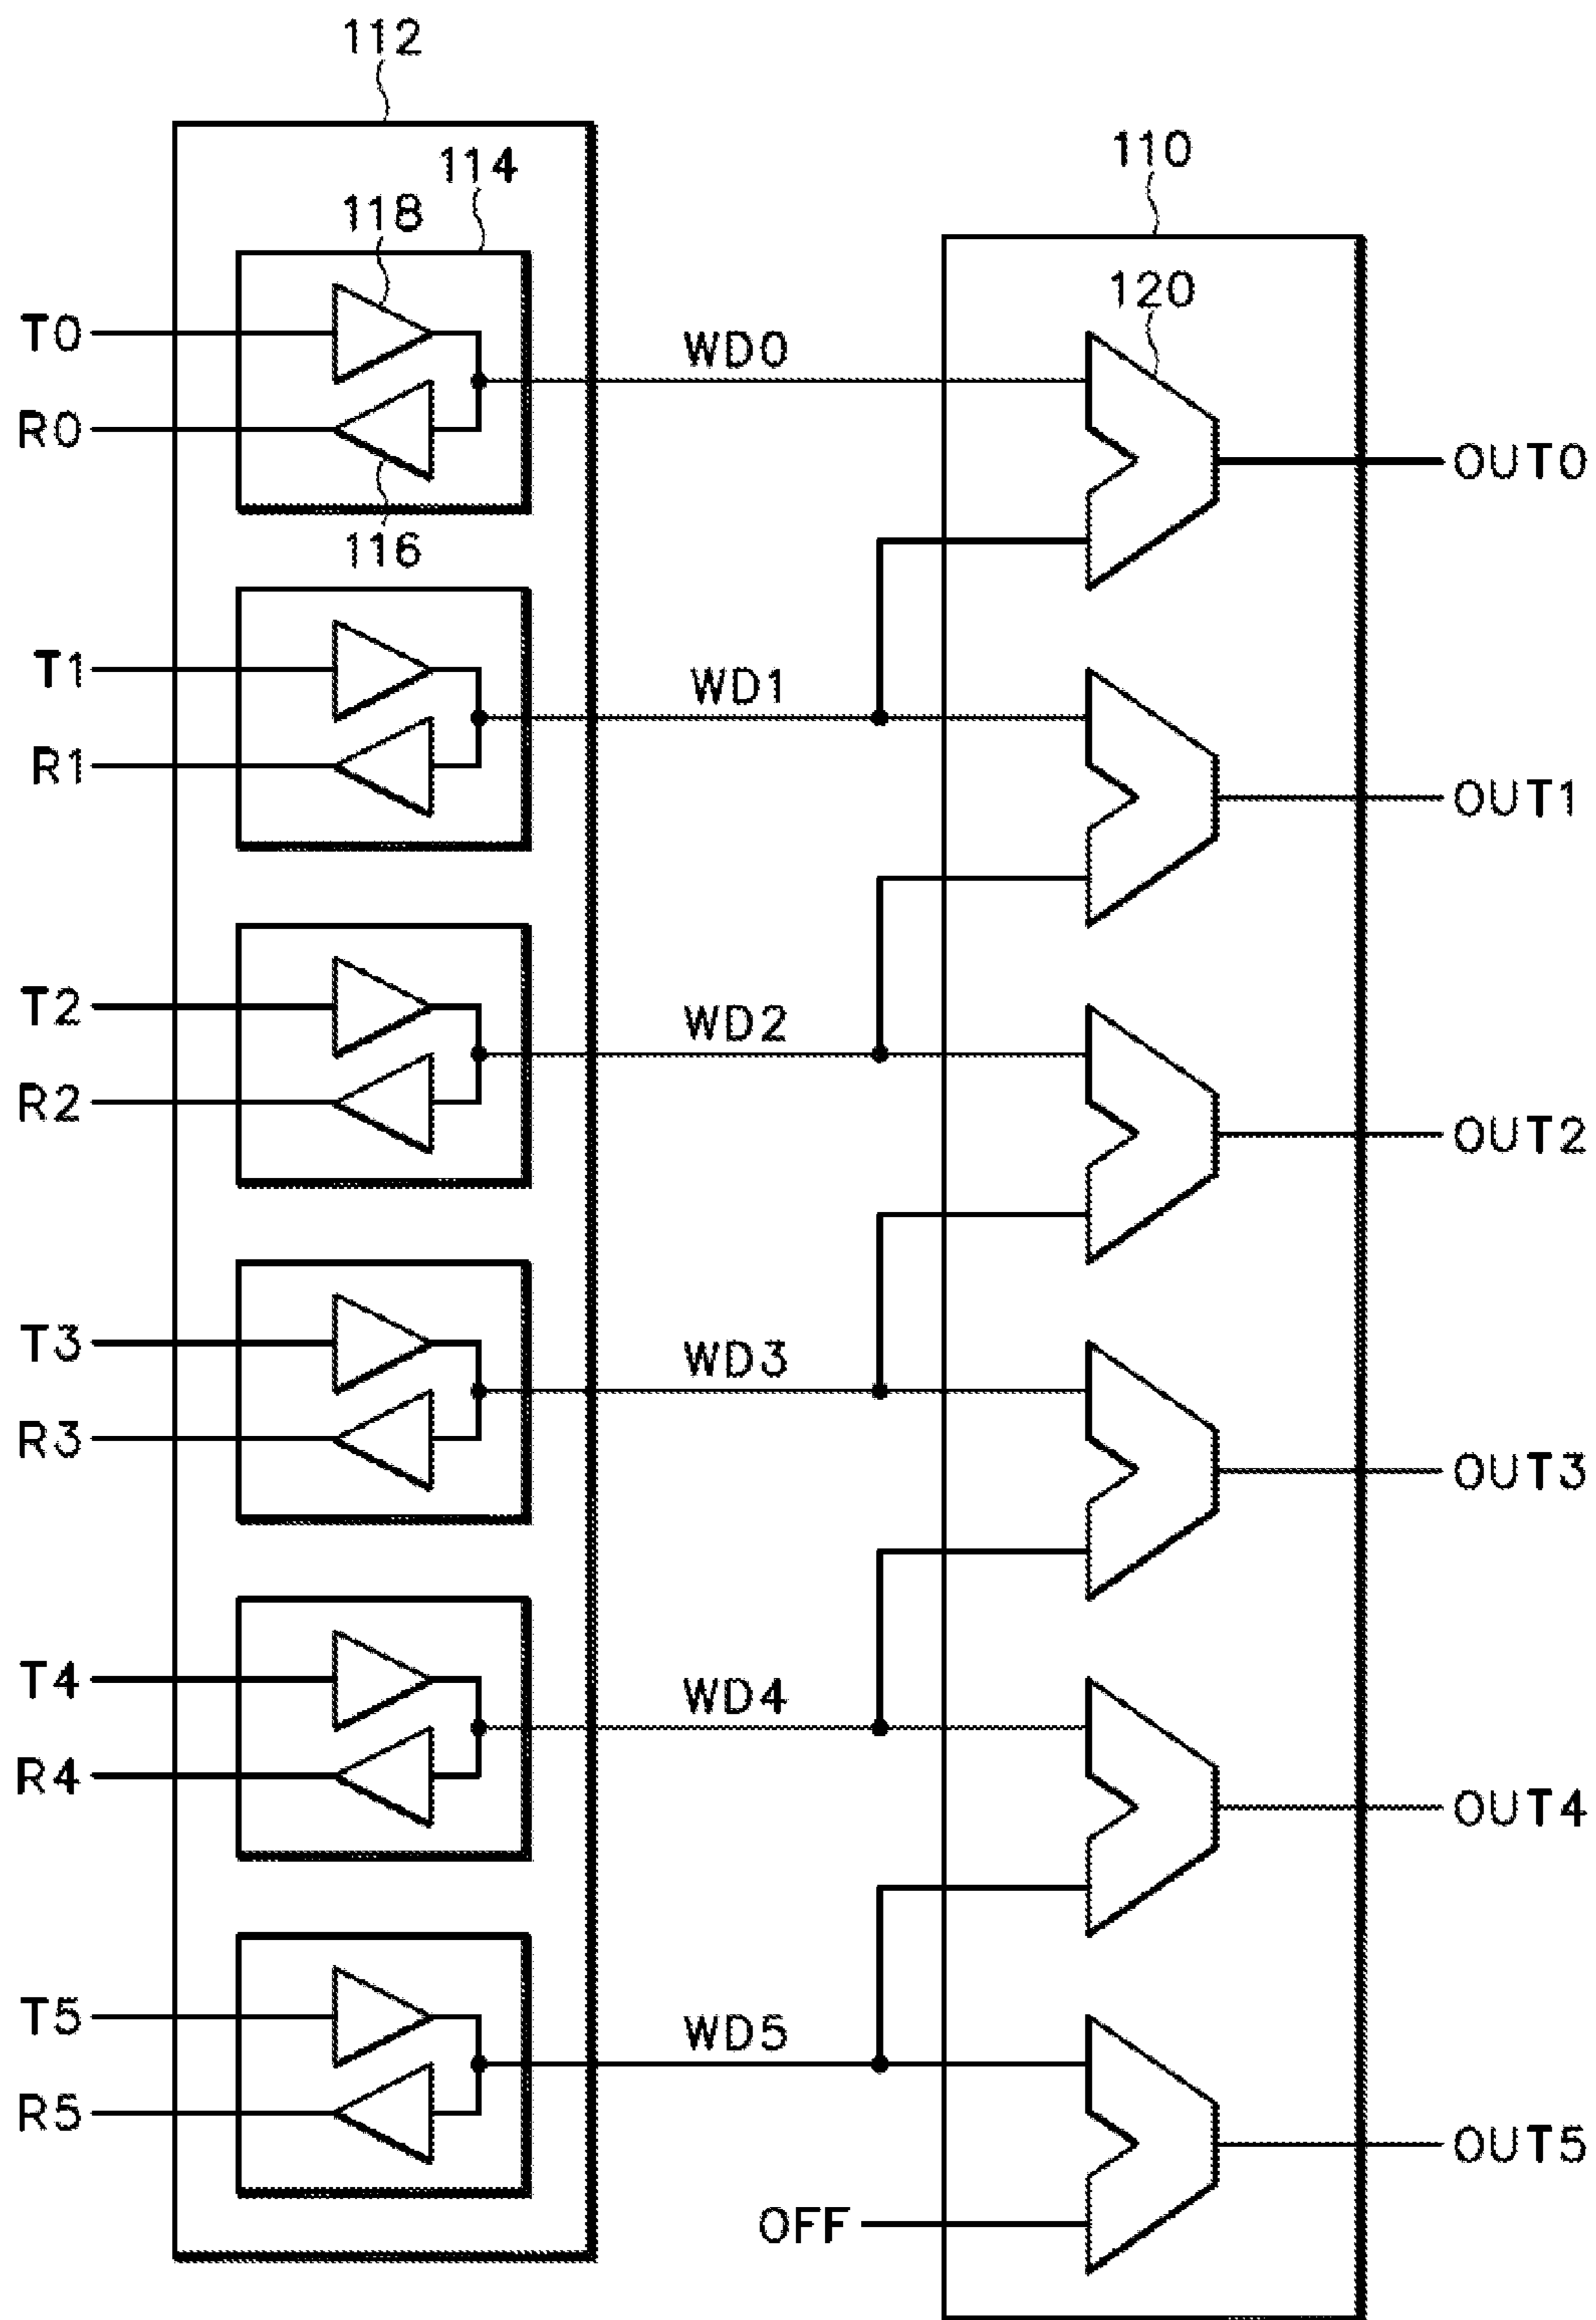 112
110
114
118
120
T0
WD0
R0
OUT0
116
T1
WD1
R1
OUT1
T2
WD2
R2
OUT2
T3
WD3
R3
OUT3
T4
WD4
R4
OUT4
T5
WD5
R5
OUT5
OFF